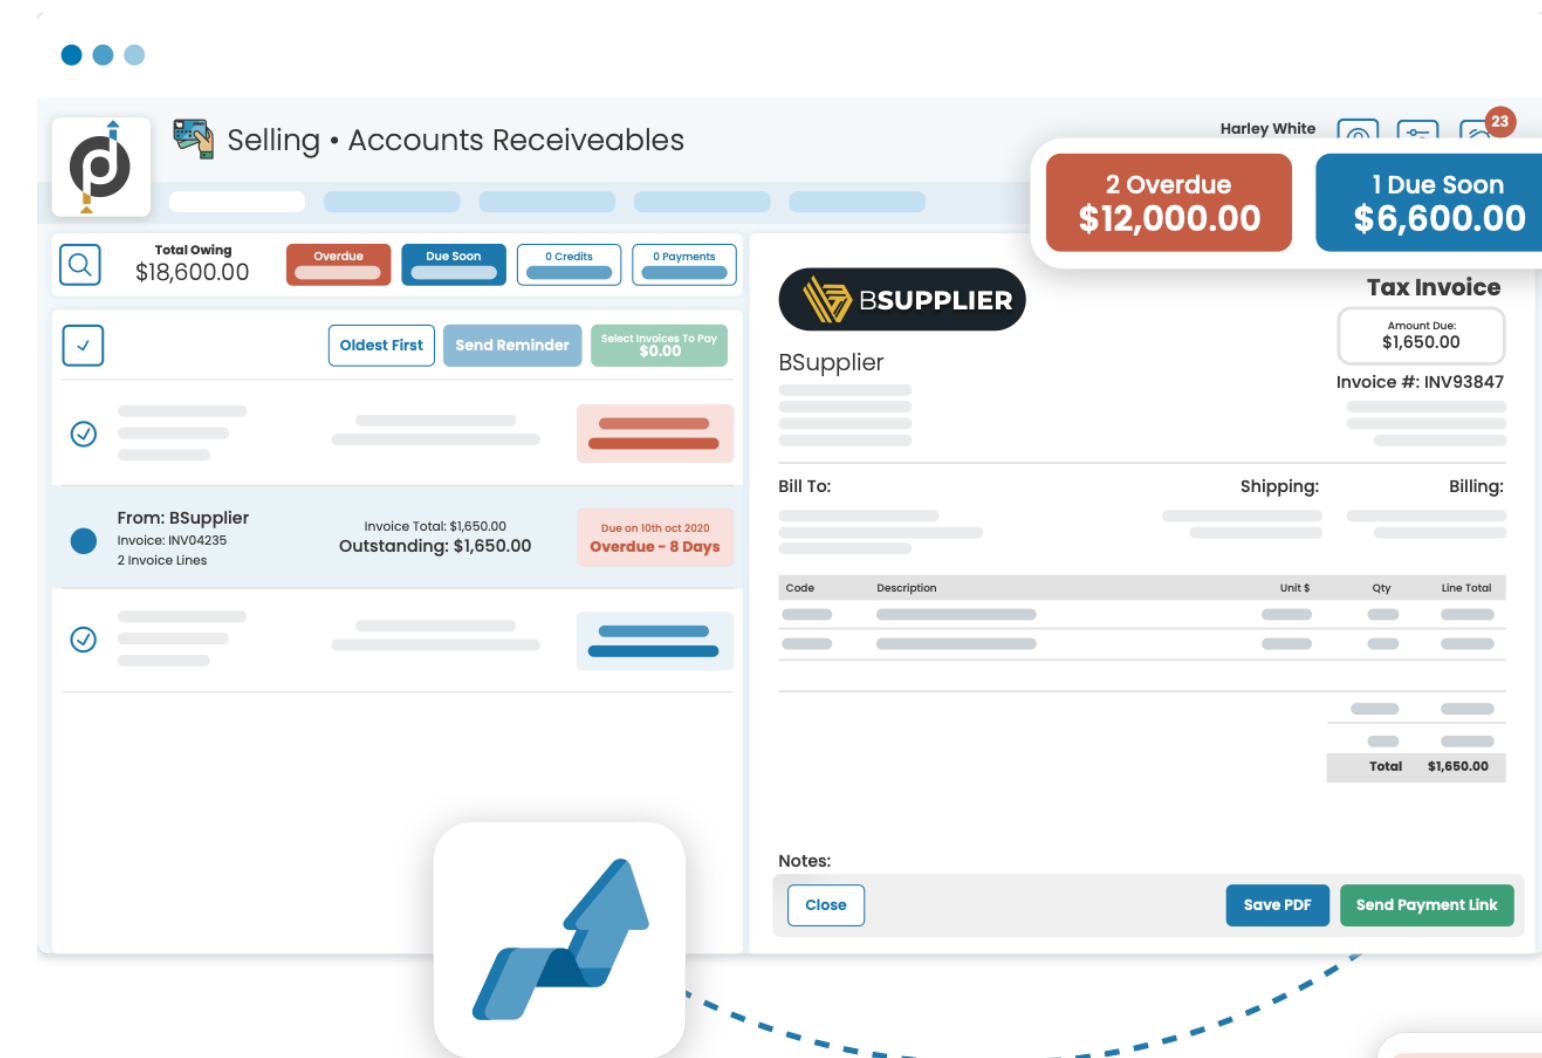 Selling • Accounts Receiveables
Harley White
23
2 Overdue
$12,000.00
1 Due Soon
$6,600.00
Total Owing
$18,600.00
Overdue
Due Soon
0 Credits
0 Payments
Oldest First
Send Reminder
Select Invoices To Pay
$0.00
From: BSupplier
Invoice: INV04235
2 Invoice Lines
Invoice Total: $1,650.00
Outstanding: $1,650.00
Due on 10th oct 2020
Overdue - 8 Days
BSUPPLIER
BSupplier
Tax Invoice
Amount Due:
$1,650.00
Invoice #: INV93847
Bill To:
Shipping:
Billing:
Code Description Unit $ Qty Line Total
Total $1,650.00
Notes:
Close
Save PDF
Send Payment Link